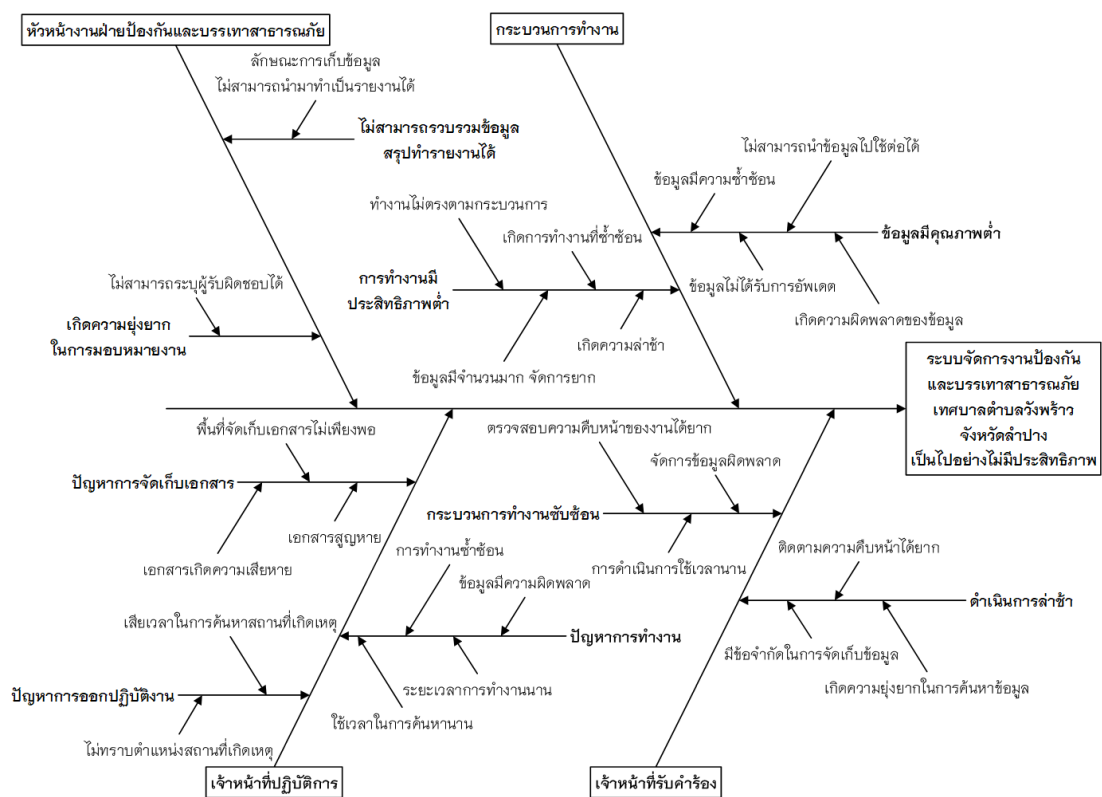 หัวหน้างานฝ่ายป้องกันและบรรเทาสาธารณภัย
กระบวนการทำงาน
ลักษณะการเก็บข้อมูล
ไม่สามารถนำมาทำเป็นรายงานได้
ไม่สามารถรวบรวมข้อมูล
สรุปทำรายงานได้
ไม่สามารถนำข้อมูลไปใช้ต่อได้
ข้อมูลมีความซ้ำซ้อน
ทำงานไม่ตรงตามกระบวนการ
เกิดการทำงานที่ซ้ำซ้อน
ข้อมูลมีคุณภาพต่ำ
ไม่สามารถระบุผู้รับผิดชอบได้
การทำงานมี
ประสิทธิภาพต่ำ
ข้อมูลไม่ได้รับการอัพเดต
เกิดความผิดพลาดของข้อมูล
เกิดความยุ่งยาก
ในการมอบหมายงาน
เกิดความล่าช้า
ข้อมูลมีจำนวนมาก จัดการยาก
ระบบจัดการงานป้องกัน
และบรรเทาสาธารณภัย
เทศบาลตำบลวังพร้าว
จังหวัดลำปาง
เป็นไปอย่างไม่มีประสิทธิภาพ
พื้นที่จัดเก็บเอกสารไม่เพียงพอ
ตรวจสอบความคืบหน้าของงานได้ยาก
จัดการข้อมูลผิดพลาด
ปัญหาการจัดเก็บเอกสาร
กระบวนการทำงานซับซ้อน
เอกสารสูญหาย
เอกสารเกิดความเสียหาย
การทำงานซ้ำซ้อน
การดำเนินการใช้เวลานาน
ติดตามความคืบหน้าได้ยาก
ข้อมูลมีความผิดพลาด
ดำเนินการล่าช้า
เสียเวลาในการค้นหาสถานที่เกิดเหตุ
ปัญหาการทำงาน
มีข้อจำกัดในการจัดเก็บข้อมูล
เกิดความยุ่งยากในการค้นหาข้อมูล
ปัญหาการออกปฏิบัติงาน
ระยะเวลาการทำงานนาน
ใช้เวลาในการค้นหานาน
ไม่ทราบตำแหน่งสถานที่เกิดเหตุ
เจ้าหน้าที่ปฏิบัติการ
เจ้าหน้าที่รับคำร้อง